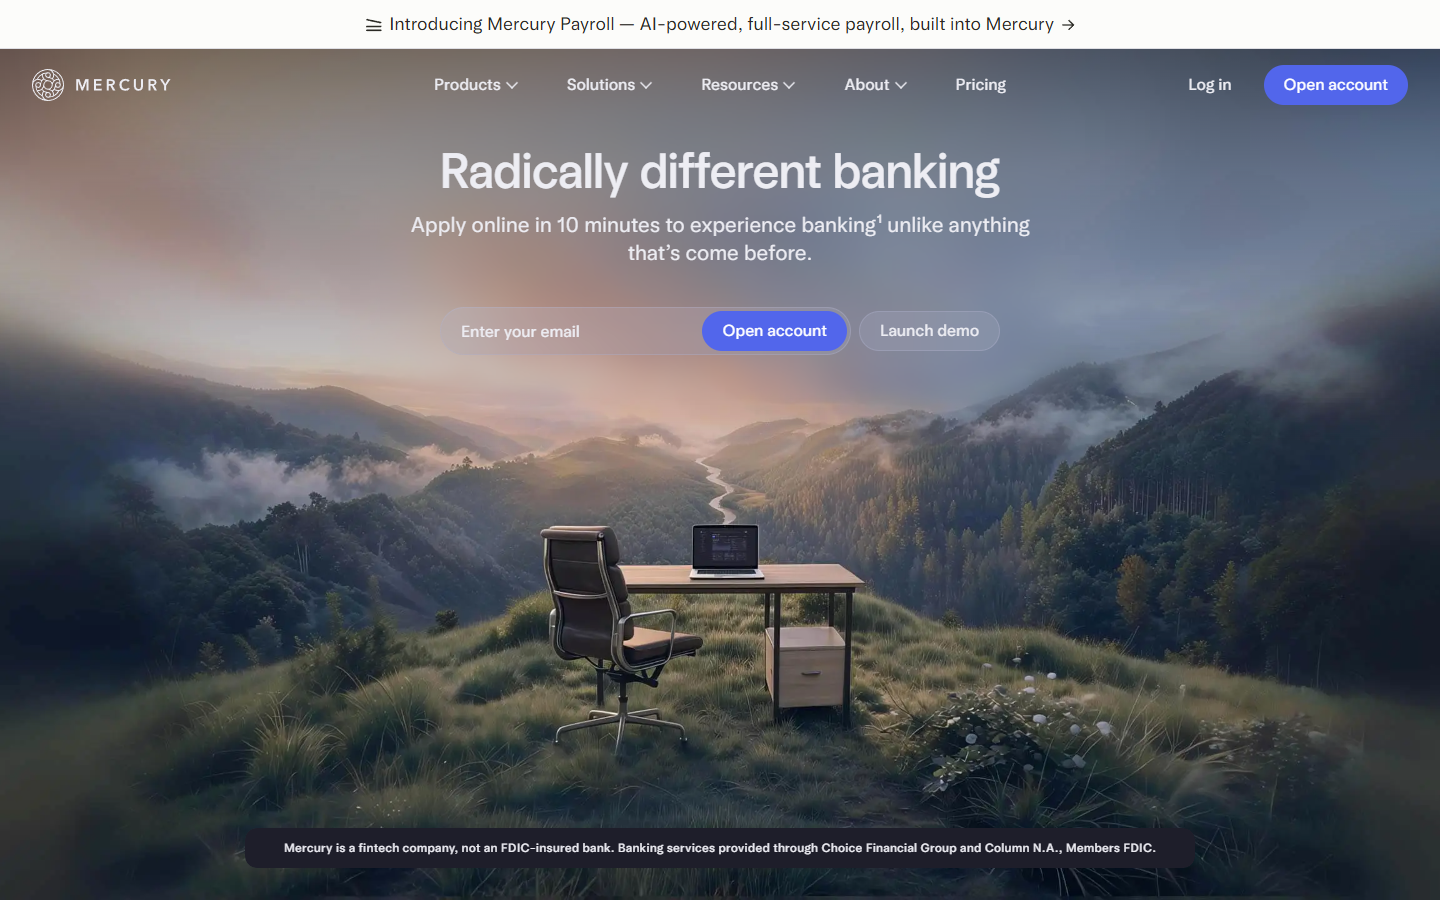 Introducing Mercury Payroll — AI-powered, full-service payroll, built into Mercury →
MERCURY
Products
Solutions
Resources
About
Pricing
Log in
Open account
Radically different banking
Apply online in 10 minutes to experience banking¹ unlike anything
that’s come before.
Enter your email
Open account
Launch demo
Mercury is a fintech company, not an FDIC-insured bank. Banking services provided through Choice Financial Group and Column N.A., Members FDIC.